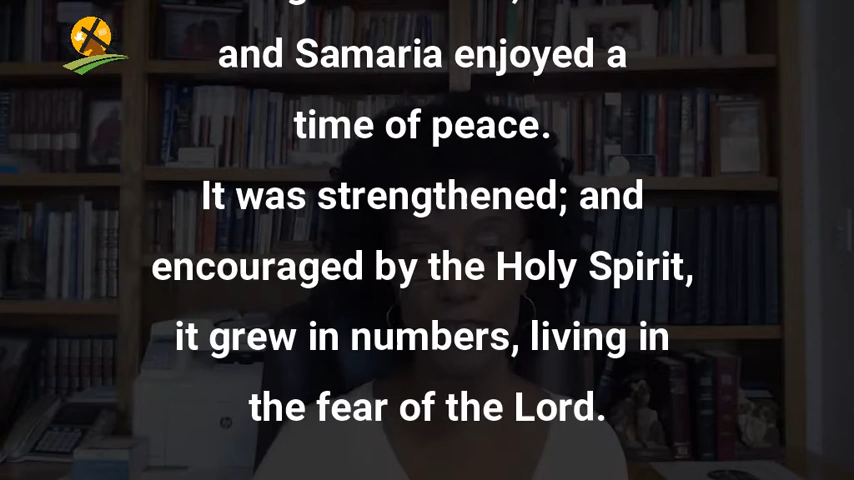 and Samaria enjoyed a
time of peace.
It was strengthened; and
encouraged by the Holy Spirit,
it grew in numbers, living in
the fear of the Lord.